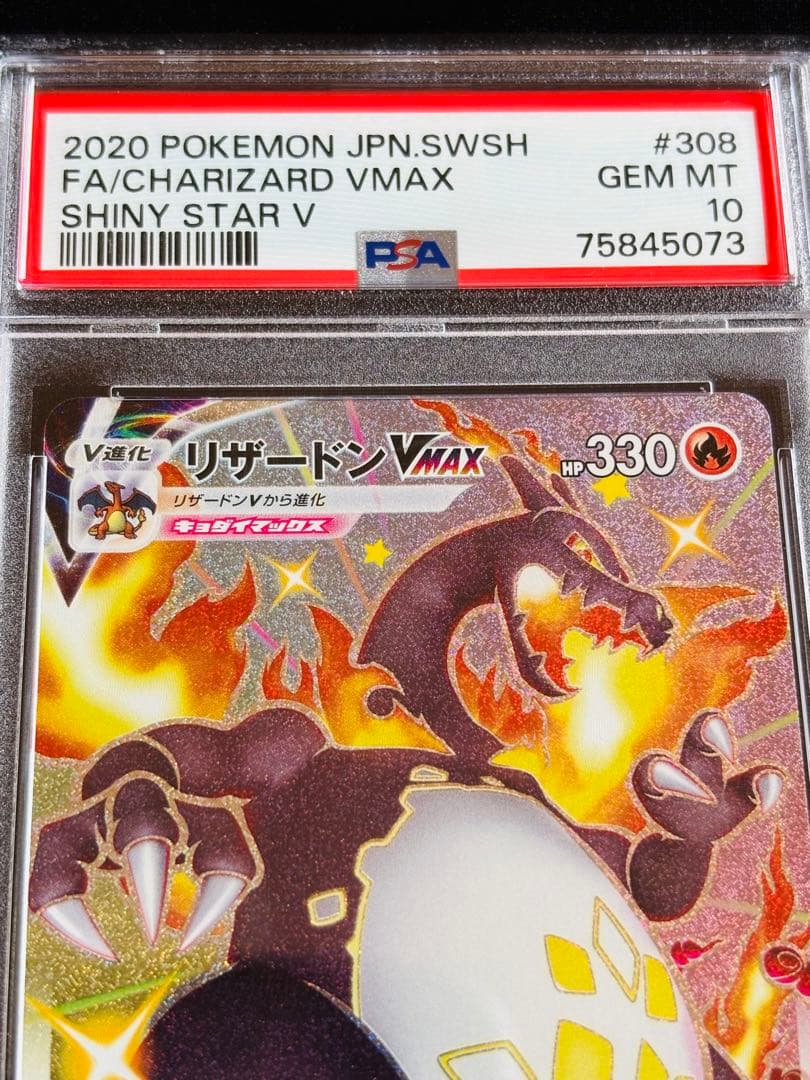 2020 POKEMON JPN.SWSH #308
FA/CHARIZARD VMAX GEM MT
SHINY STAR V 10
PSA 75845073
V進化 リザードンVMAX HP330
リザードンVから進化
キョダイマックス